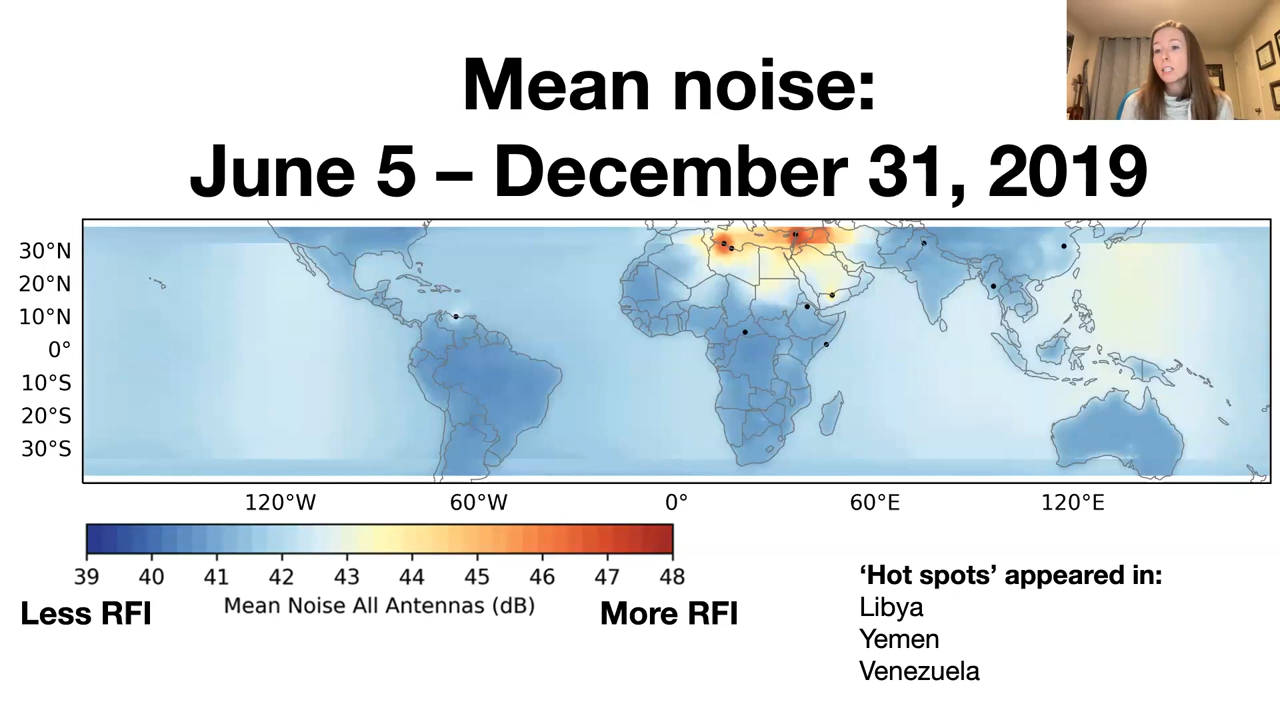 Mean noise:
June 5 – December 31, 2019
30°N
20°N
10°N
0°
10°S
20°S
30°S
120°W 60°W 0° 60°E 120°E
39 40 41 42 43 44 45 46 47 48
Less RFI Mean Noise All Antennas (dB) More RFI
‘Hot spots’ appeared in:
Libya
Yemen
Venezuela